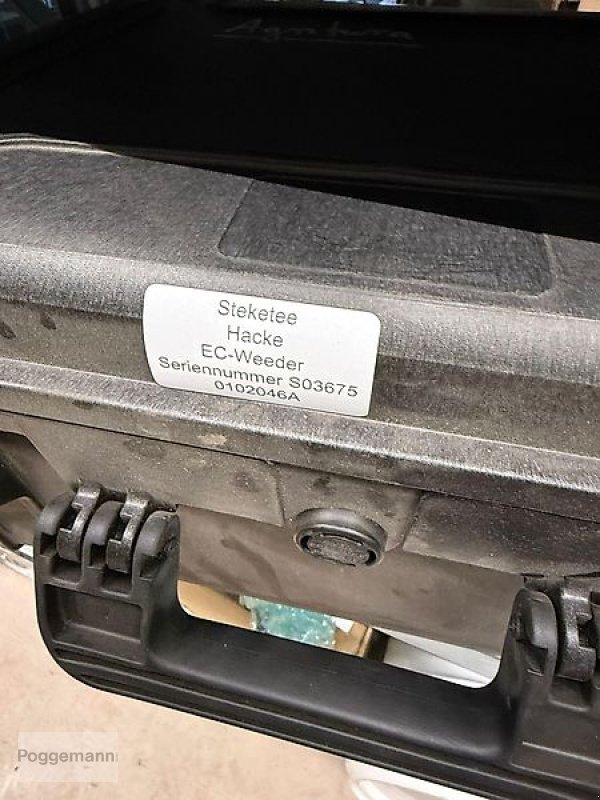 Steketee
Hacke
EC-Weeder
Seriennummer S03675
0102046A
Poggemann